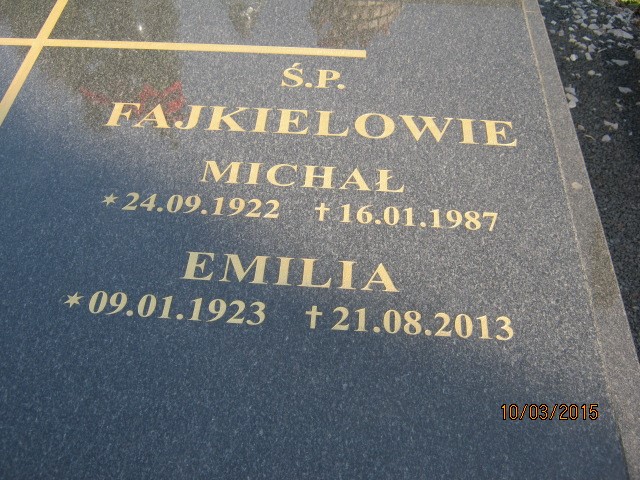 Ś.P.
FAJKIELOWIE
MICHAŁ
✶24.09.1922 ✝16.01.1987
EMILIA
✶09.01.1923 ✝21.08.2013
10/03/2015